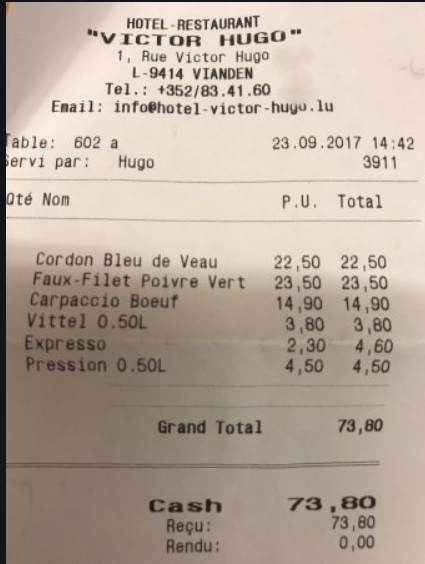 HOTEL-RESTAURANT
"VICTOR HUGO"
1, Rue Victor Hugo
L-9414 VIANDEN
Tel.: +352/83.41.60
Email: info@hotel-victor-hugo.lu
Table: 602 a 23.09.2017 14:42
Servi par: Hugo 3911
Qté Nom P.U. Total
Cordon Bleu de Veau 22,50 22,50
Faux-Filet Poivre Vert 23,50 23,50
Carpaccio Boeuf 14,90 14,90
Vittel 0.50L 3,80 3,80
Expresso 2,30 4,60
Pression 0.50L 4,50 4,50
Grand Total 73,80
Cash 73,80
Reçu: 73,80
Rendu: 0,00